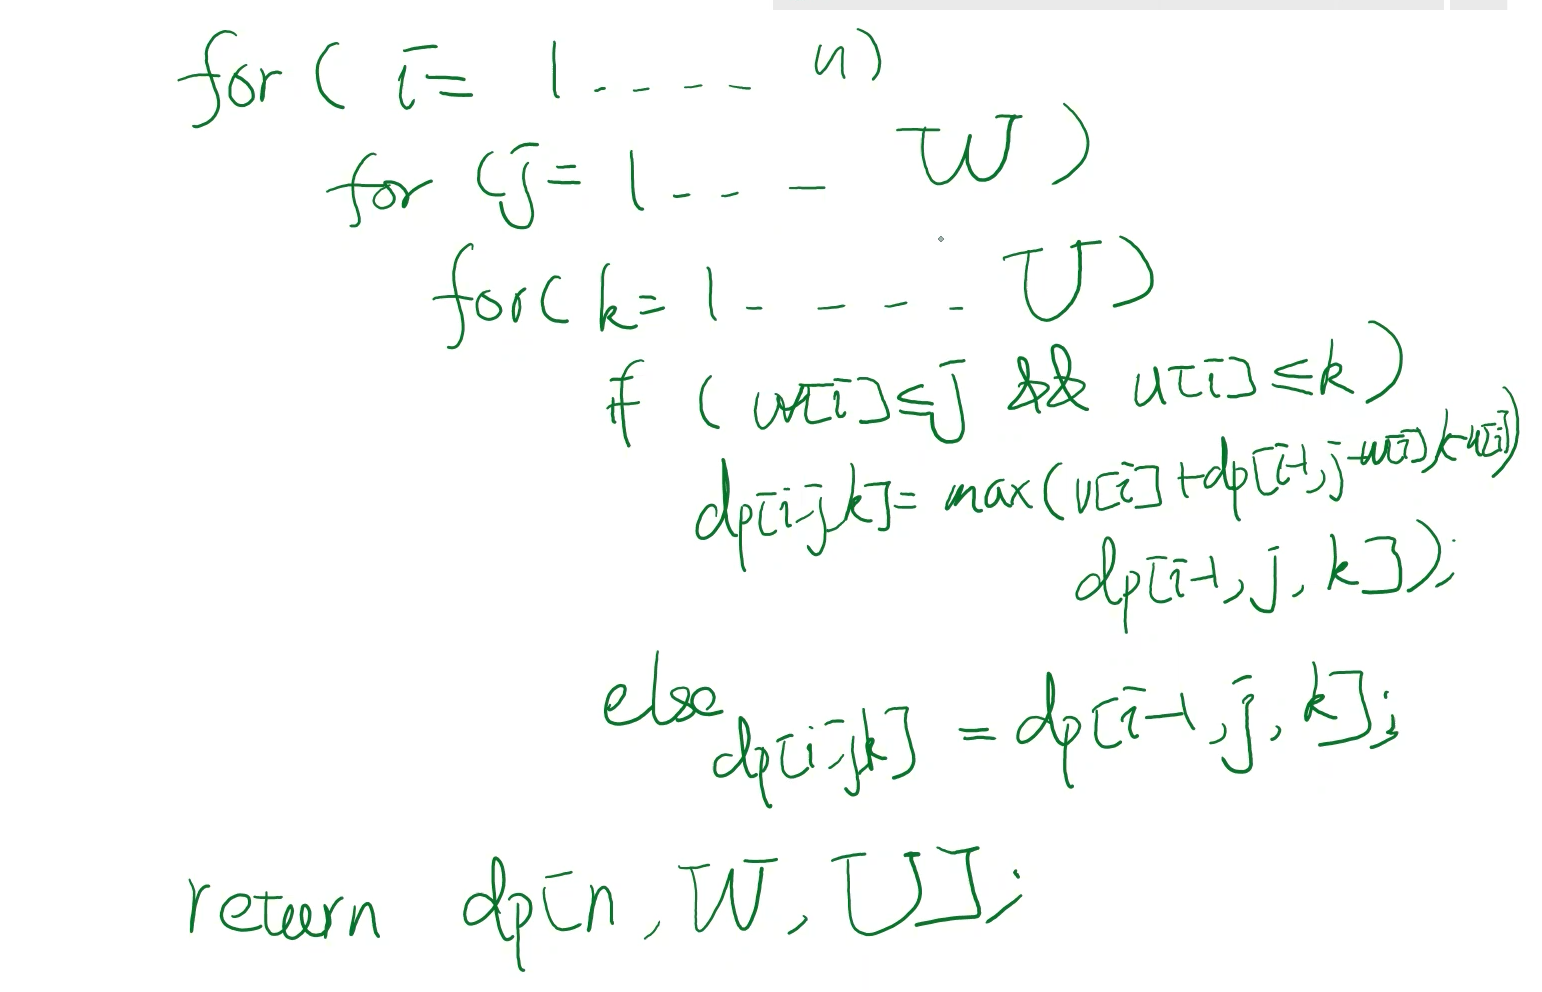 for ( i = 1 - - - - n)
for (j = 1 - - - W)
for( k = 1 - - - - U)
if ( w[i] ≤ j && u[i] ≤ k )
dp[i,j,k] = max(v[i] + dp[i-1, j-w[i], k-u[i])
dp[i-1, j, k]);
else
dp[i,j,k] = dp[i-1, j, k];
return dp[n, W, U];